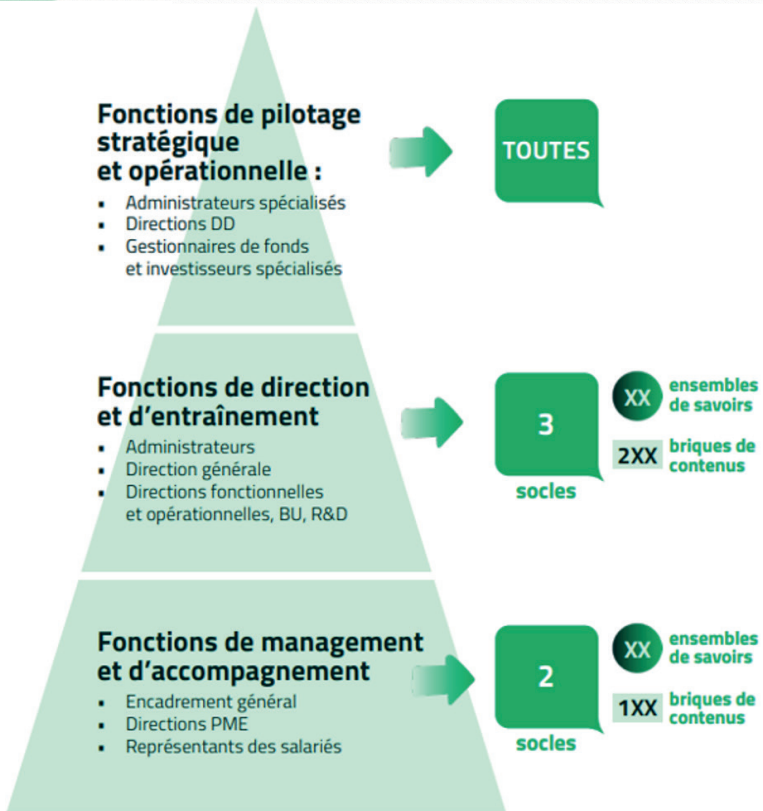 Fonctions de pilotage
stratégique
et opérationnelle :
▪ Administrateurs spécialisés
▪ Directions DD
▪ Gestionnaires de fonds
et investisseurs spécialisés
TOUTES
Fonctions de direction
et d'entraînement
▪ Administrateurs
▪ Direction générale
▪ Directions fonctionnelles
et opérationnelles, BU, R&D
3
socles
XX ensembles
de savoirs
2XX briques de
contenus
Fonctions de management
et d'accompagnement
▪ Encadrement général
▪ Directions PME
▪ Représentants des salariés
2
socles
XX ensembles
de savoirs
1XX briques de
contenus